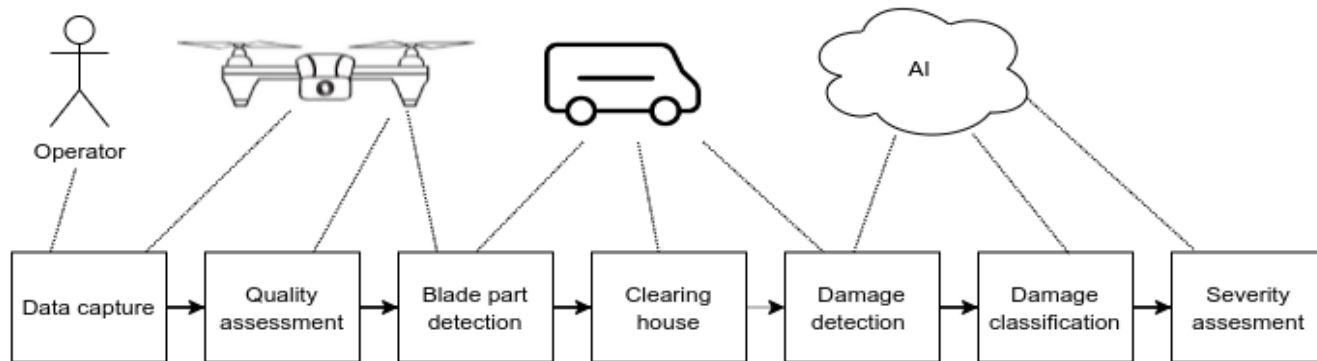 AI
Operator
Data capture
Quality
assessment
Blade part
detection
Clearing
house
Damage
detection
Damage
classification
Severity
assesment